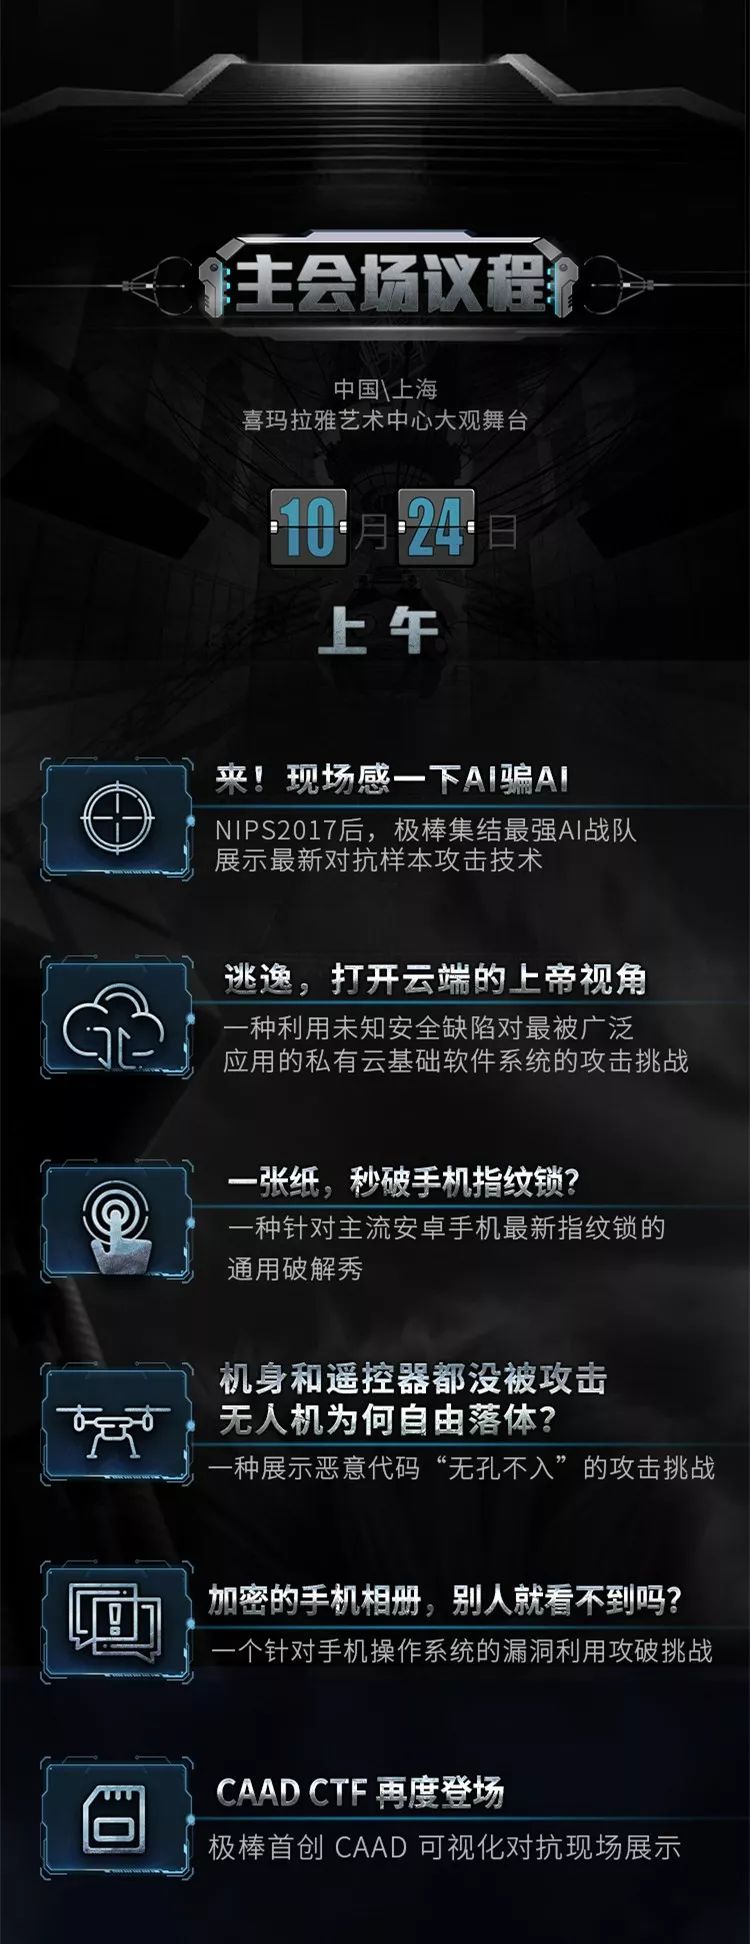 主会场议程
中国\上海
喜玛拉雅艺术中心大观舞台
10月24日
上午
来！现场感一下AI骗AI
NIPS2017后，极棒集结最强AI战队
展示最新对抗样本攻击技术
逃逸，打开云端的上帝视角
一种利用未知安全缺陷对最被广泛
应用的私有云基础软件系统的攻击挑战
一张纸，秒破手机指纹锁？
一种针对主流安卓手机最新指纹锁的
通用破解秀
机身和遥控器都没被攻击
无人机为何自由落体？
一种展示恶意代码“无孔不入”的攻击挑战
加密的手机相册，别人就看不到吗？
一个针对手机操作系统的漏洞利用攻破挑战
CAAD CTF 再度登场
极棒首创 CAAD 可视化对抗现场展示